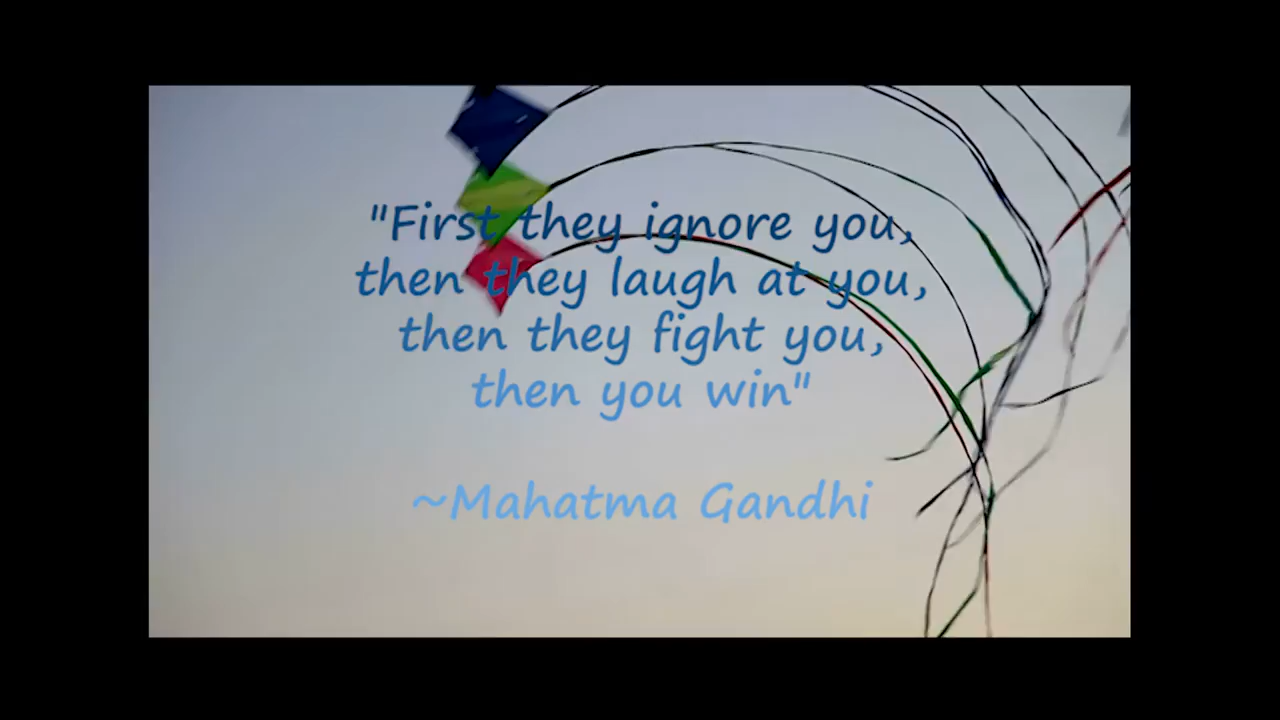 "First they ignore you,
then they laugh at you,
then they fight you,
then you win"
~Mahatma Gandhi